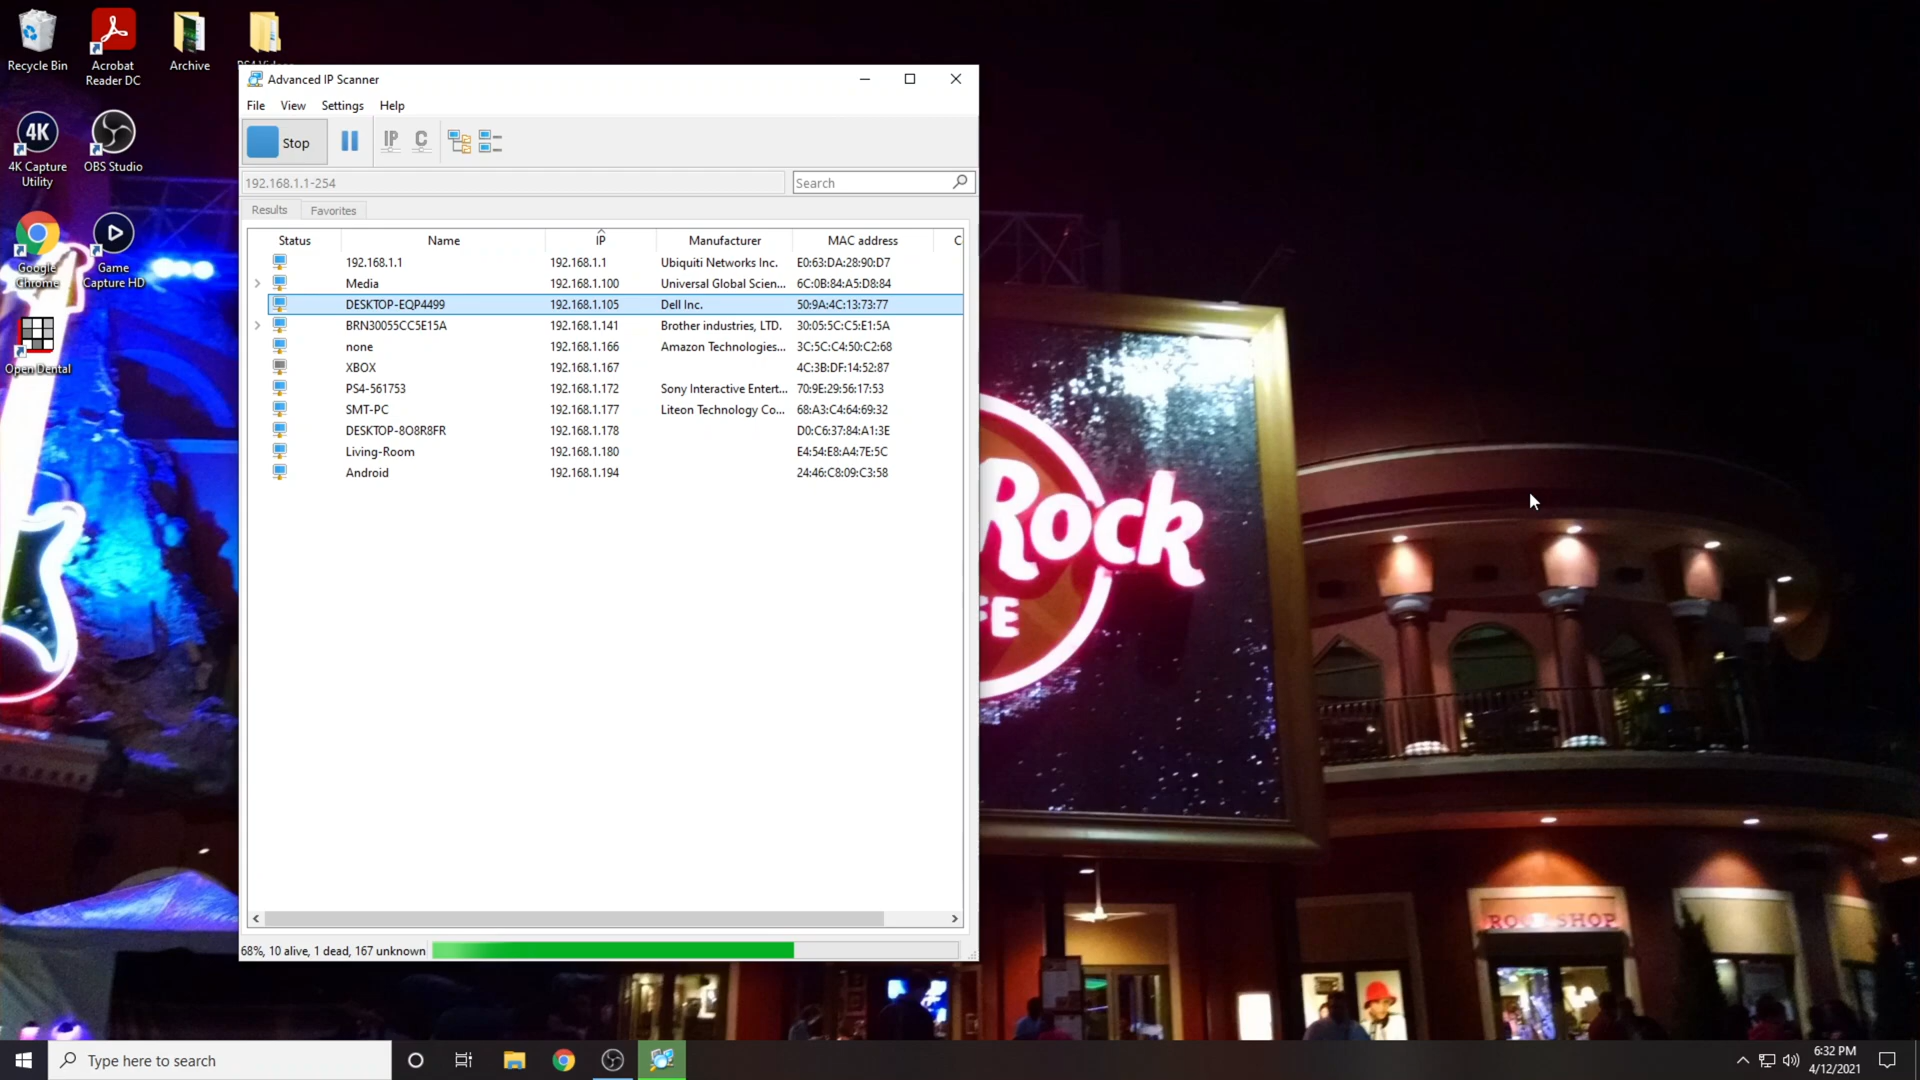 Recycle Bin
Acrobat Reader DC
Archive
4K
4K Capture Utility
OBS Studio
Google Chrome
Game Capture HD
Open Dental
Advanced IP Scanner
File View Settings Help
Stop IP C
192.168.1.1-254 Search
Results Favorites
Status Name IP Manufacturer MAC address C
192.168.1.1 192.168.1.1 Ubiquiti Networks Inc. E0:63:DA:28:90:D7
Media 192.168.1.100 Universal Global Scien... 6C:0B:84:A5:D8:84
DESKTOP-EQP4499 192.168.1.105 Dell Inc. 50:9A:4C:13:73:77
BRN30055CC5E15A 192.168.1.141 Brother industries, LTD. 30:05:5C:C5:E1:5A
none 192.168.1.166 Amazon Technologies... 3C:5C:C4:50:C2:68
XBOX 192.168.1.167 4C:3B:DF:14:52:87
PS4-561753 192.168.1.172 Sony Interactive Entert... 70:9E:29:56:17:53
SMT-PC 192.168.1.177 Liteon Technology Co... 68:A3:C4:64:69:32
DESKTOP-8O8R8FR 192.168.1.178 D0:C6:37:84:A1:3E
Living-Room 192.168.1.180 E4:54:E8:A4:7E:5C
Android 192.168.1.194 24:46:C8:09:C3:58
68%, 10 alive, 1 dead, 167 unknown
Rock
FE
ROCK SHOP
Type here to search
6:32 PM
4/12/2021